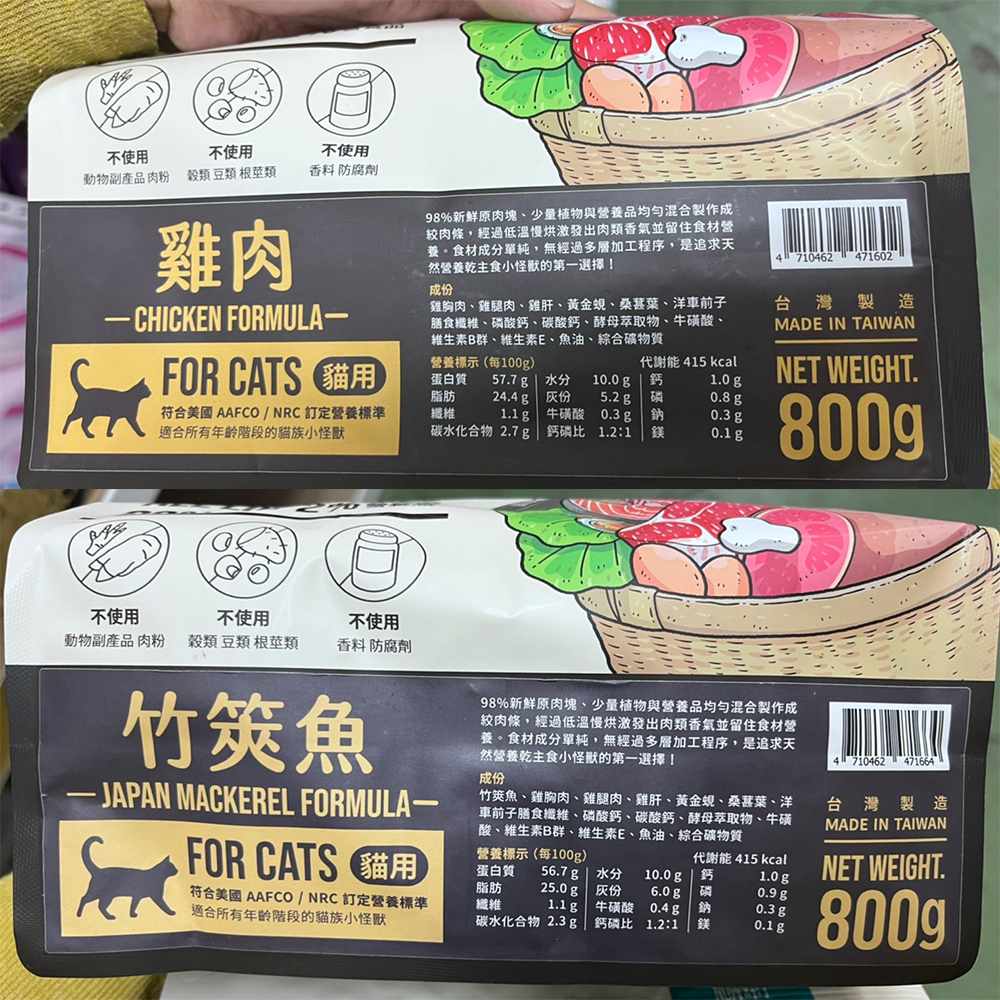 不使用
動物副產品 肉粉
不使用
穀類 豆類 根莖類
不使用
香料 防腐劑
雞肉
CHICKEN FORMULA
FOR CATS 貓用
符合美國 AAFCO / NRC 訂定營養標準
適合所有年齡階段的貓族小怪獸
98%新鮮原肉塊、少量植物與營養品均勻混合製作成
絞肉條,經過低溫慢烘激發出肉類香氣並留住食材營
養。食材成分單純,無經過多層加工程序,是追求天
然營養乾主食小怪獸的第一選擇!
成份
雞胸肉、雞腿肉、雞肝、黃金蜆、桑葚葉、洋車前子
膳食纖維、磷酸鈣、碳酸鈣、酵母萃取物、牛磺酸、
維生素B群、維生素E、魚油、綜合礦物質
營養標示 (每100g) 代謝能 415 kcal
蛋白質 57.7 g 水分 10.0 g 鈣 1.0 g
脂肪 24.4 g 灰份 5.2 g 磷 0.8 g
纖維 1.1 g 牛磺酸 0.3 g 鈉 0.3 g
碳水化合物 2.7 g 鈣磷比 1.2:1 鎂 0.1 g
4 710462 471602
台灣製造
MADE IN TAIWAN
NET WEIGHT.
800g
不使用
動物副產品 肉粉
不使用
穀類 豆類 根莖類
不使用
香料 防腐劑
竹筴魚
JAPAN MACKEREL FORMULA
FOR CATS 貓用
符合美國 AAFCO / NRC 訂定營養標準
適合所有年齡階段的貓族小怪獸
98%新鮮原肉塊、少量植物與營養品均勻混合製作成
絞肉條,經過低溫慢烘激發出肉類香氣並留住食材營
養。食材成分單純,無經過多層加工程序,是追求天
然營養乾主食小怪獸的第一選擇!
成份
竹筴魚、雞胸肉、雞腿肉、雞肝、黃金蜆、桑葚葉、洋
車前子膳食纖維、磷酸鈣、碳酸鈣、酵母萃取物、牛磺
酸、維生素B群、維生素E、魚油、綜合礦物質
營養標示 (每100g) 代謝能 415 kcal
蛋白質 56.7 g 水分 10.0 g 鈣 1.0 g
脂肪 25.0 g 灰份 6.0 g 磷 0.9 g
纖維 1.1 g 牛磺酸 0.4 g 鈉 0.3 g
碳水化合物 2.3 g 鈣磷比 1.2:1 鎂 0.1 g
4 710462 471664
台灣製造
MADE IN TAIWAN
NET WEIGHT.
800g